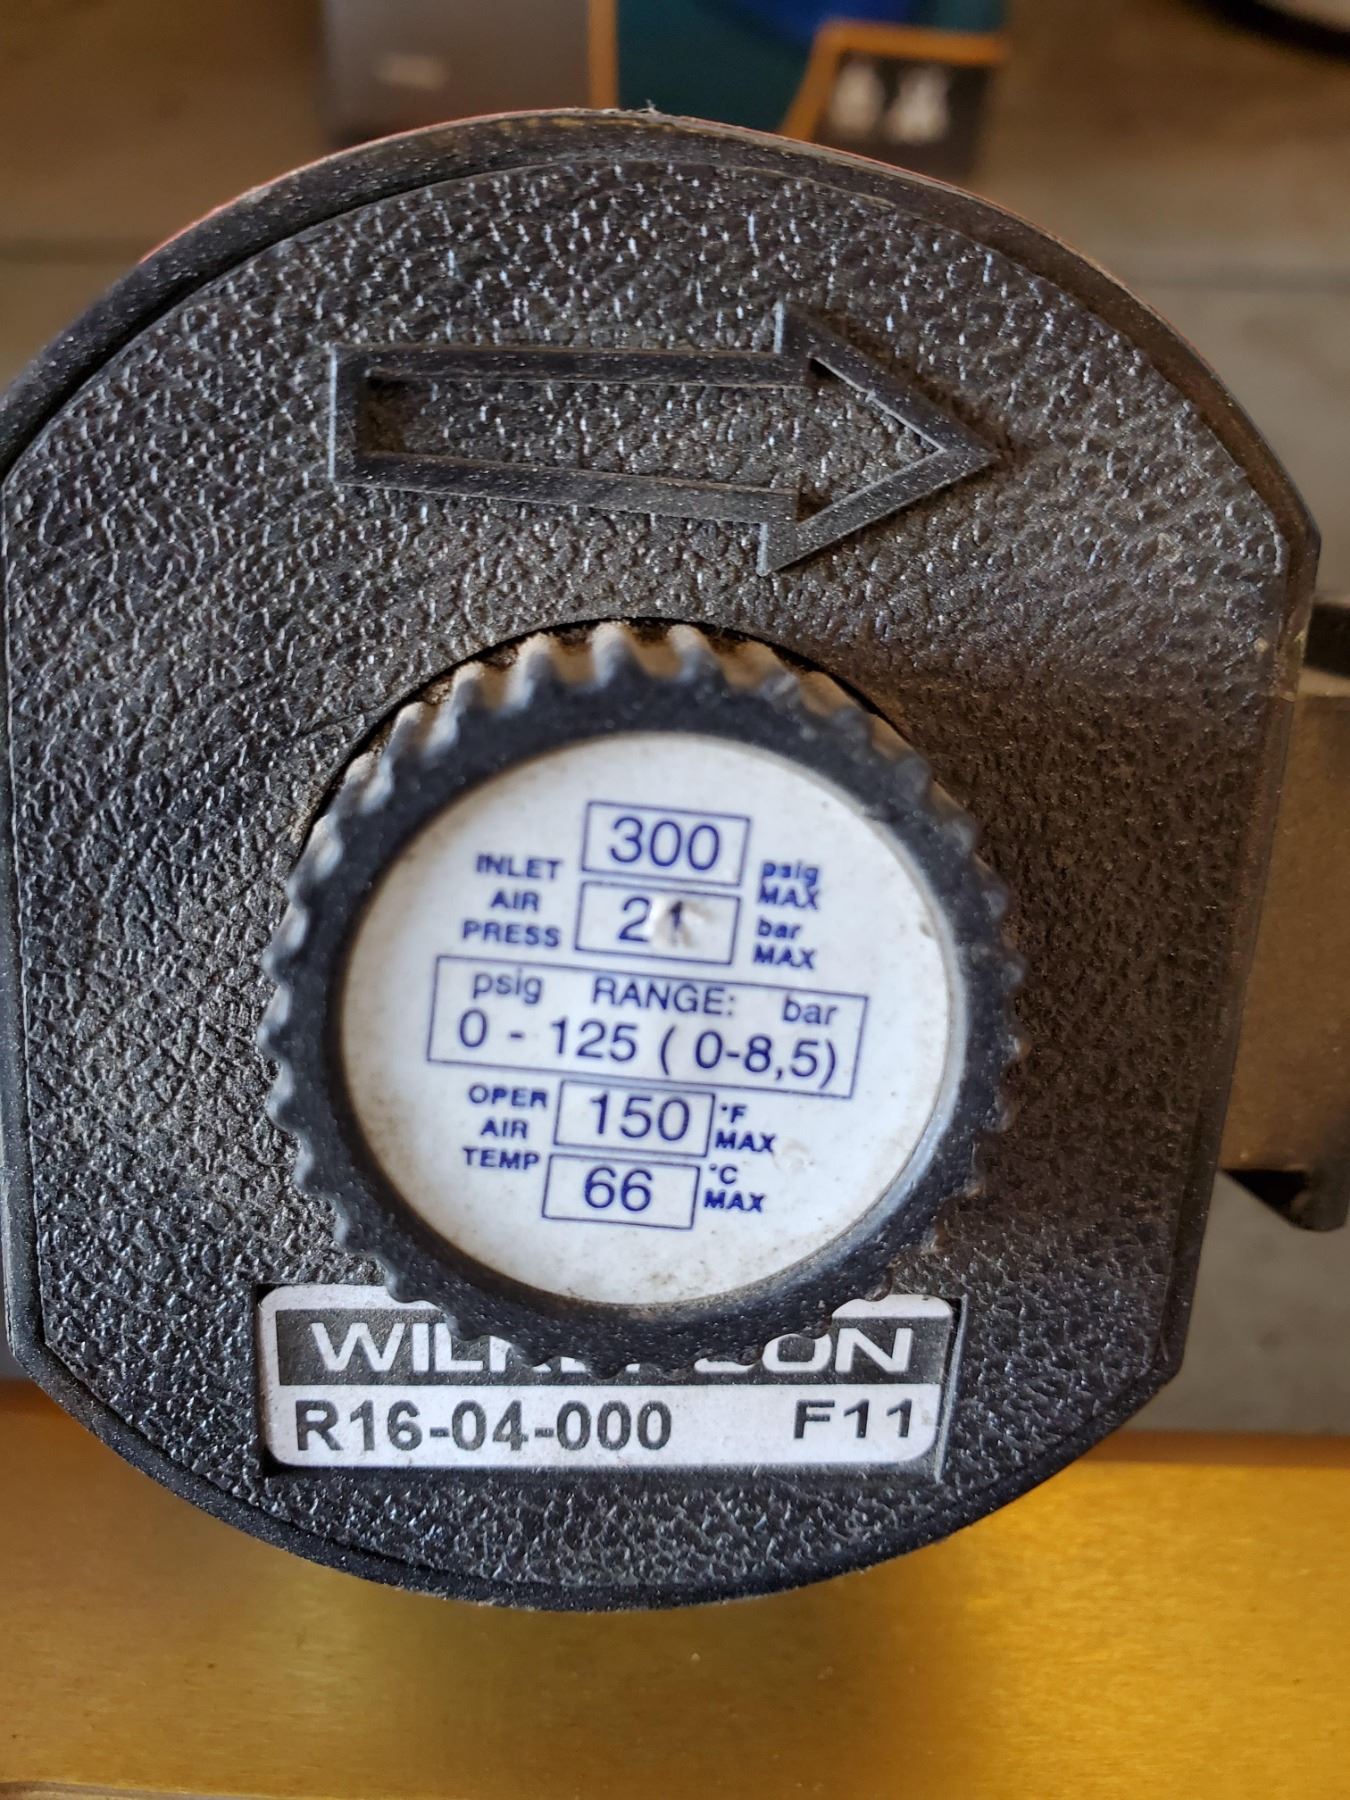 300 psig
INLET MAX
AIR 21 bar
PRESS MAX
psig RANGE: bar
0 - 125 ( 0-8,5)
OPER 150 °F
AIR MAX
TEMP 66 °C
MAX
R16-04-000 F11